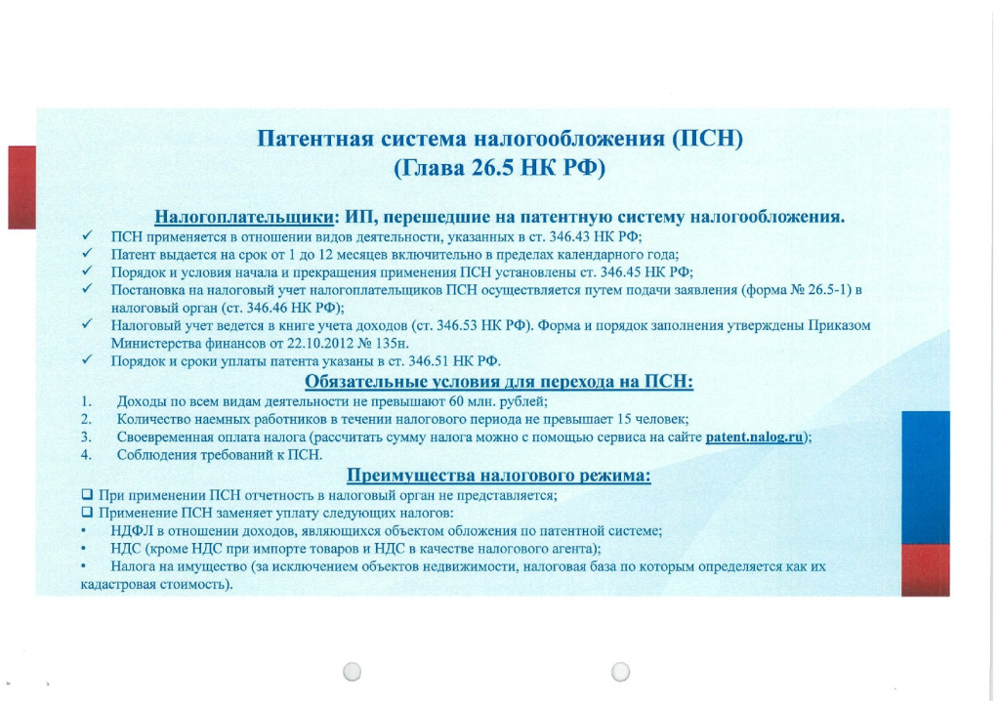 Патентная система налогообложения (ПСН)
(Глава 26.5 НК РФ)
Налогоплательщики: ИП, перешедшие на патентную систему налогообложения.
✓ ПСН применяется в отношении видов деятельности, указанных в ст. 346.43 НК РФ;
✓ Патент выдается на срок от 1 до 12 месяцев включительно в пределах календарного года;
✓ Порядок и условия начала и прекращения применения ПСН установлены ст. 346.45 НК РФ;
✓ Постановка на налоговый учет налогоплательщиков ПСН осуществляется путем подачи заявления (форма № 26.5-1) в
налоговый орган (ст. 346.46 НК РФ);
✓ Налоговый учет ведется в книге учета доходов (ст. 346.53 НК РФ). Форма и порядок заполнения утверждены Приказом
Министерства финансов от 22.10.2012 № 135н.
✓ Порядок и сроки уплаты патента указаны в ст. 346.51 НК РФ.
Обязательные условия для перехода на ПСН:
1. Доходы по всем видам деятельности не превышают 60 млн. рублей;
2. Количество наемных работников в течении налогового периода не превышает 15 человек;
3. Своевременная оплата налога (рассчитать сумму налога можно с помощью сервиса на сайте patent.nalog.ru);
4. Соблюдения требований к ПСН.
Преимущества налогового режима:
❑ При применении ПСН отчетность в налоговый орган не представляется;
❑ Применение ПСН заменяет уплату следующих налогов:
• НДФЛ в отношении доходов, являющихся объектом обложения по патентной системе;
• НДС (кроме НДС при импорте товаров и НДС в качестве налогового агента);
• Налога на имущество (за исключением объектов недвижимости, налоговая база по которым определяется как их
кадастровая стоимость).